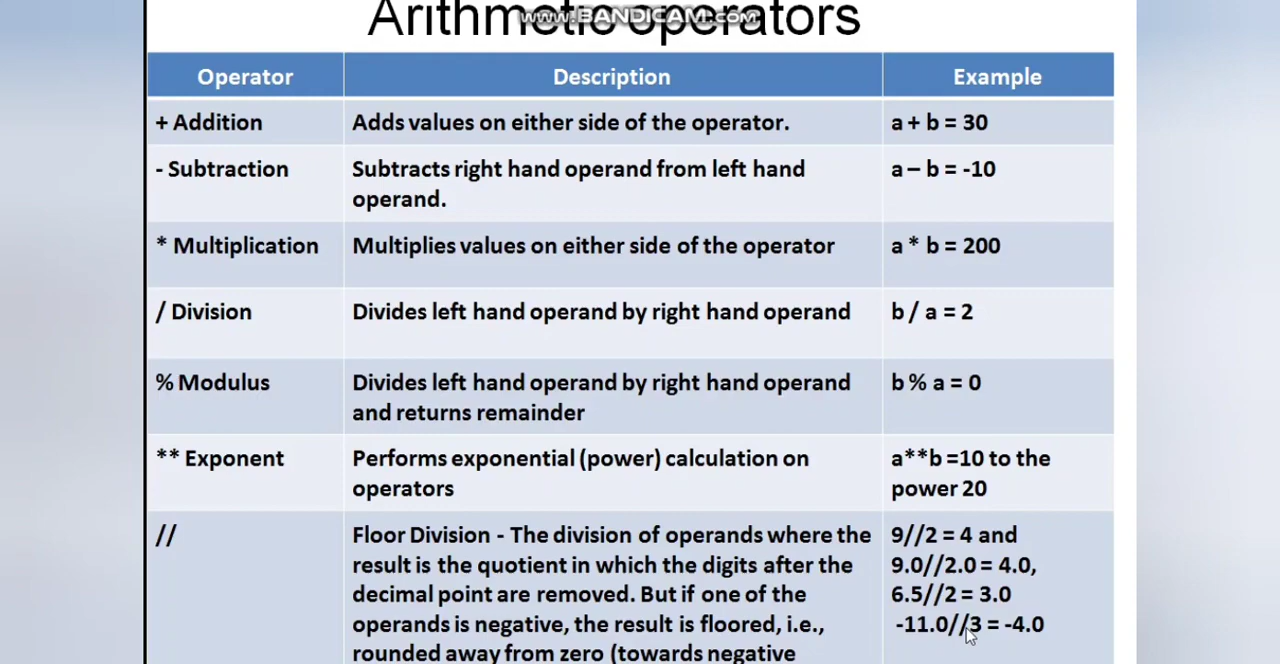 Arithmetic operators
www.BANDICAM.com
Operator Description Example
+ Addition Adds values on either side of the operator. a + b = 30
- Subtraction Subtracts right hand operand from left hand a – b = -10
operand.
* Multiplication Multiplies values on either side of the operator a * b = 200
/ Division Divides left hand operand by right hand operand b / a = 2
% Modulus Divides left hand operand by right hand operand b % a = 0
and returns remainder
** Exponent Performs exponential (power) calculation on a**b =10 to the
operators power 20
// Floor Division - The division of operands where the 9//2 = 4 and
result is the quotient in which the digits after the 9.0//2.0 = 4.0,
decimal point are removed. But if one of the 6.5//2 = 3.0
operands is negative, the result is floored, i.e., -11.0//3 = -4.0
rounded away from zero (towards negative